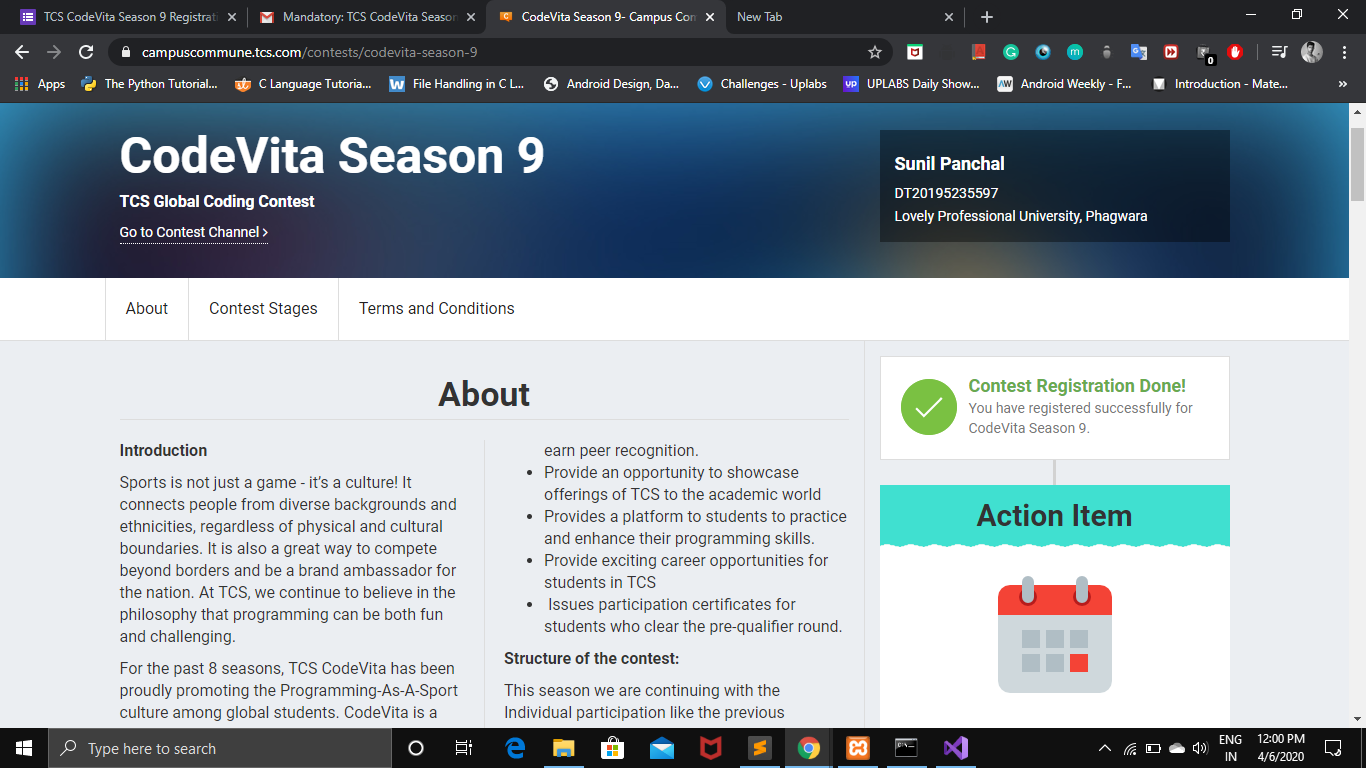 TCS CodeVita Season 9 Registrat
Mandatory: TCS CodeVita Season
CodeVita Season 9- Campus Com
New Tab
campuscommune.tcs.com/contests/codevita-season-9
Apps
The Python Tutorial...
C Language Tutoria...
File Handling in C L...
Android Design, Da...
Challenges - Uplabs
UPLABS Daily Show...
Android Weekly - F...
Introduction - Mate...
CodeVita Season 9
TCS Global Coding Contest
Go to Contest Channel >
Sunil Panchal
DT20195235597
Lovely Professional University, Phagwara
About
Contest Stages
Terms and Conditions
About
Introduction
Sports is not just a game - it's a culture! It
connects people from diverse backgrounds and
ethnicities, regardless of physical and cultural
boundaries. It is also a great way to compete
beyond borders and be a brand ambassador for
the nation. At TCS, we continue to believe in the
philosophy that programming can be both fun
and challenging.
For the past 8 seasons, TCS CodeVita has been
proudly promoting the Programming-As-A-Sport
culture among global students. CodeVita is a
earn peer recognition.
• Provide an opportunity to showcase
offerings of TCS to the academic world
• Provides a platform to students to practice
and enhance their programming skills.
• Provide exciting career opportunities for
students in TCS
• Issues participation certificates for
students who clear the pre-qualifier round.
Structure of the contest:
This season we are continuing with the
Individual participation like the previous
Contest Registration Done!
You have registered successfully for
CodeVita Season 9.
Action Item
Type here to search
ENG
IN
12:00 PM
4/6/2020